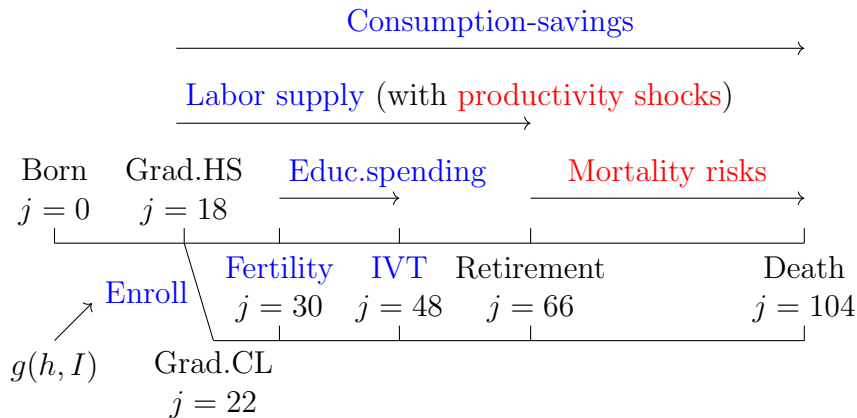 Consumption-savings
Labor supply (with productivity shocks)
Born Grad.HS Educ.spending Mortality risks
j = 0 j = 18
Enroll Fertility IVT Retirement Death
j = 30 j = 48 j = 66 j = 104
g(h, I) Grad.CL
j = 22